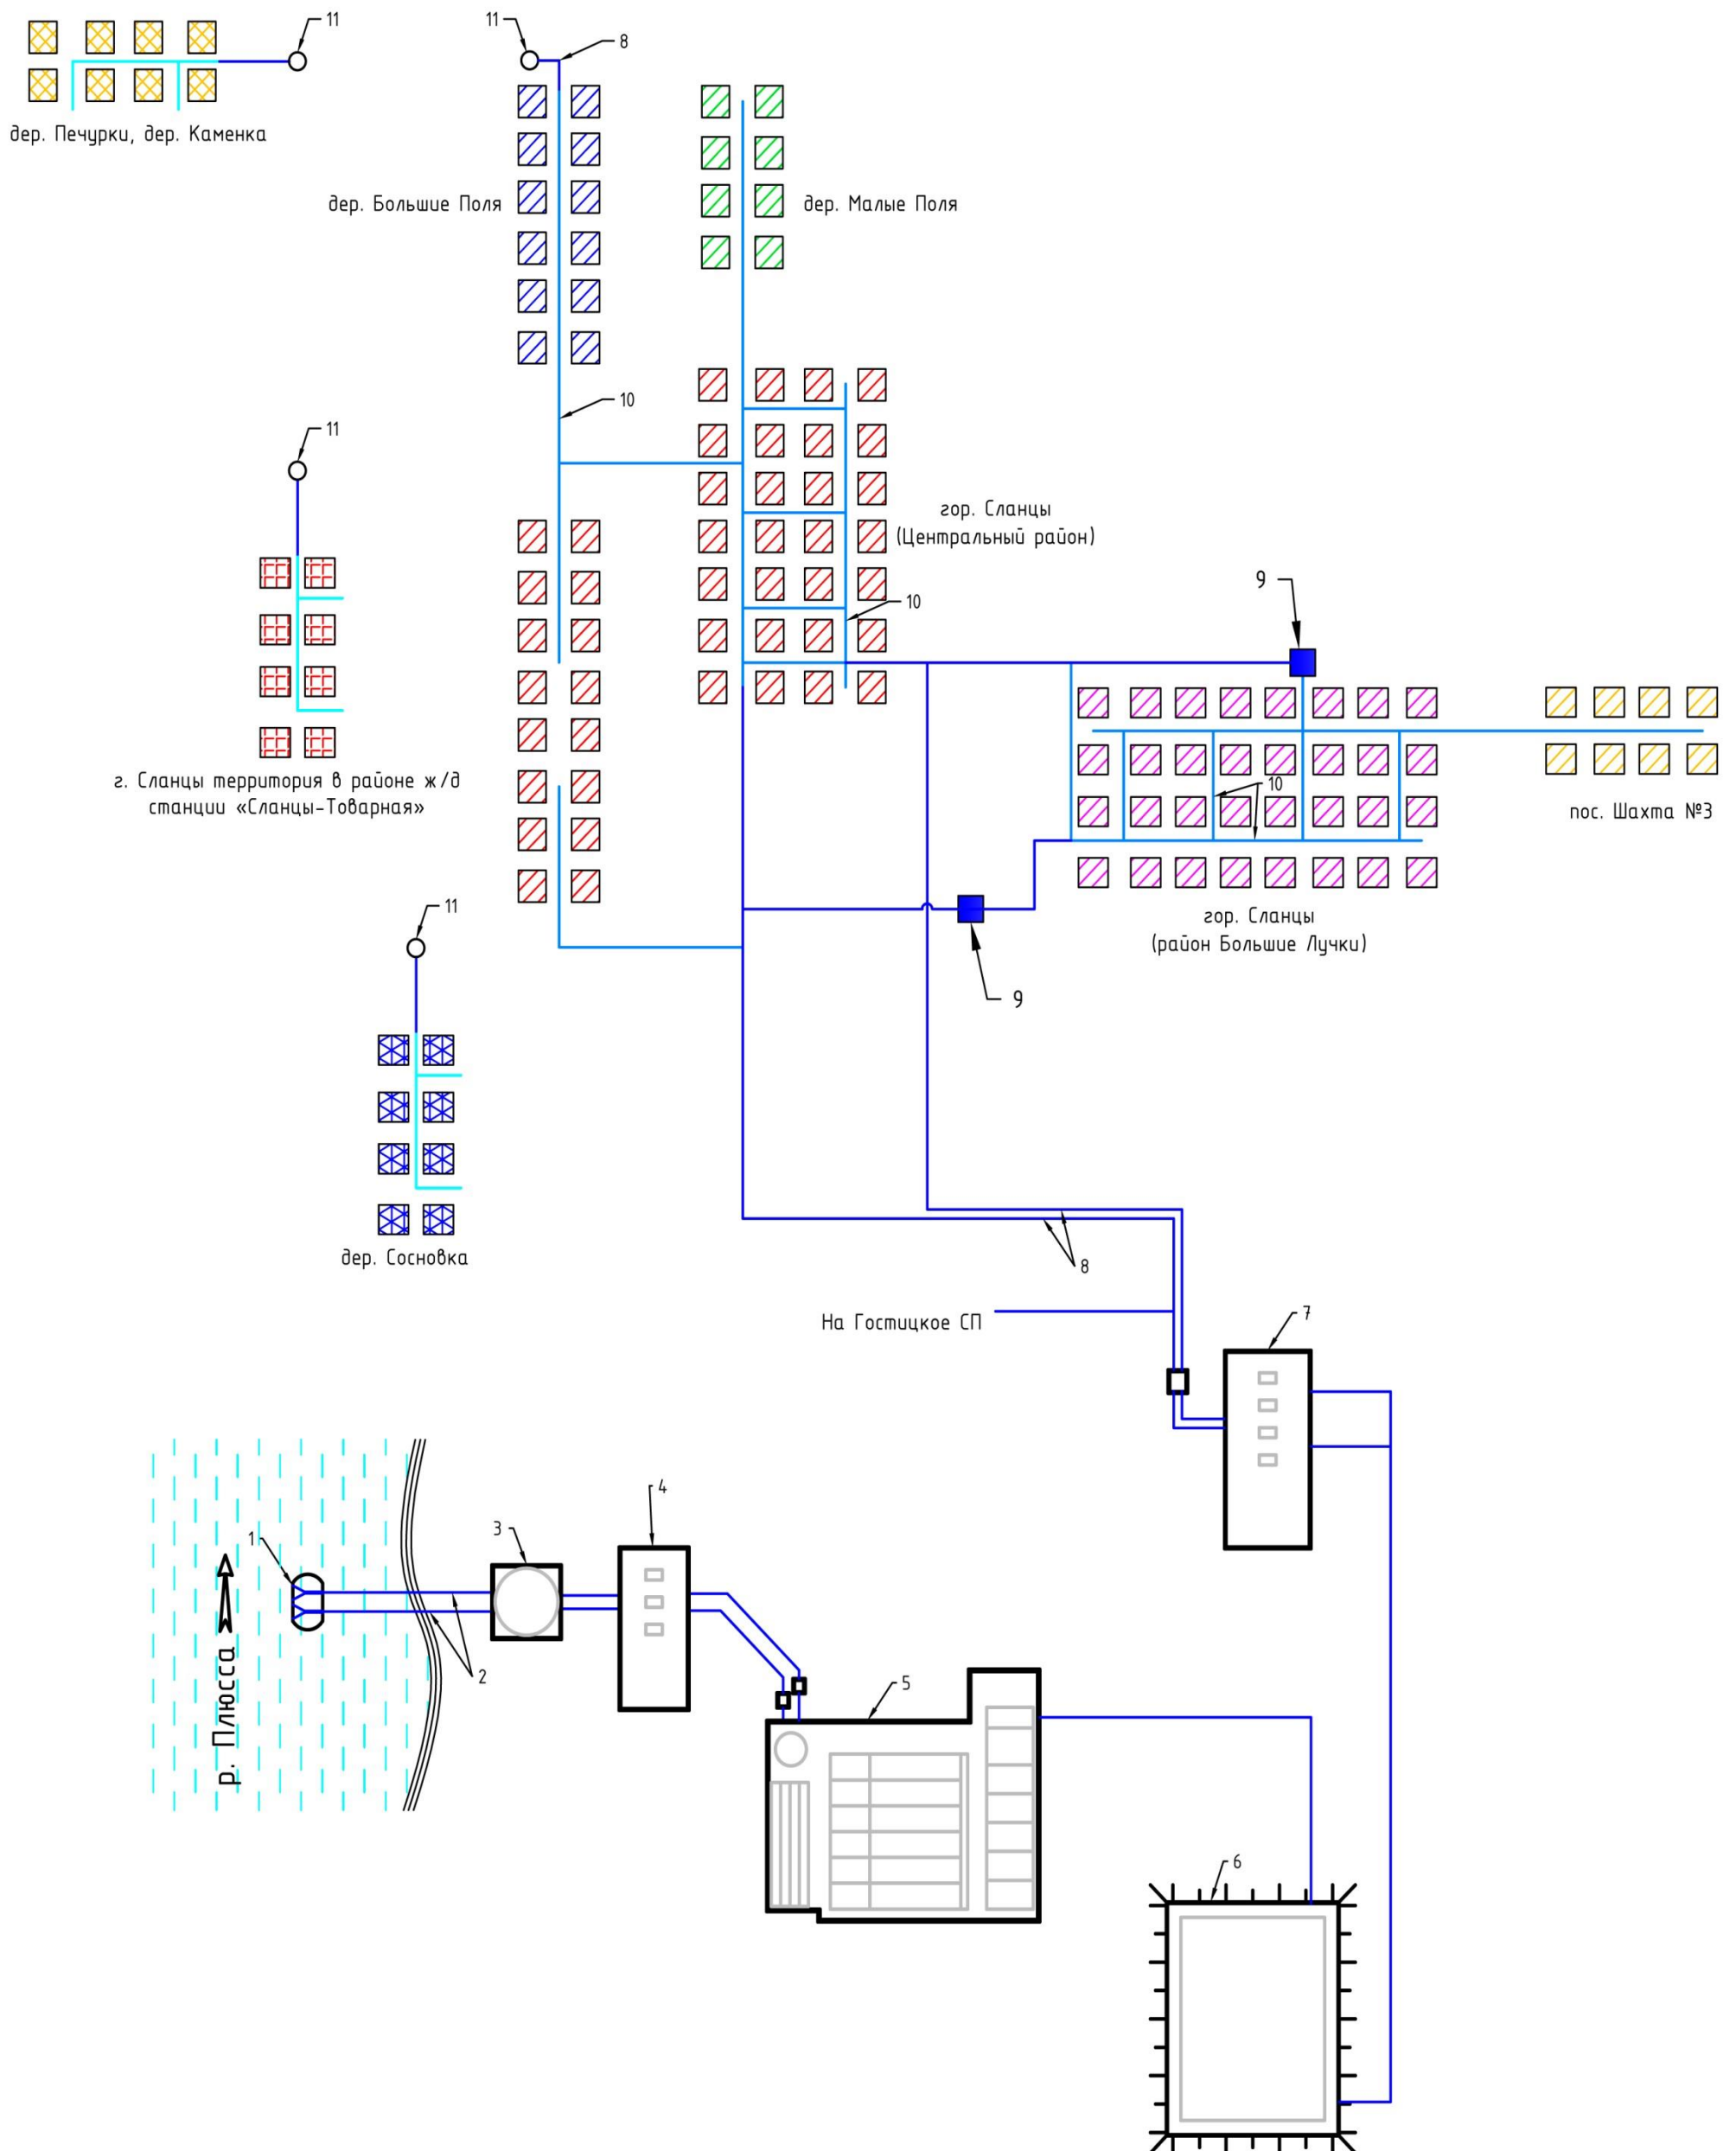 11
11
8
дер. Печурки, дер. Каменка
дер. Большие Поля
дер. Малые Поля
10
11
гор. Сланцы
(Центральный район)
9
10
г. Сланцы территория в районе ж/д
станции «Сланцы-Товарная»
10
пос. Шахта №3
11
гор. Сланцы
(район Большие Лучки)
9
дер. Сосновка
8
На Гостицкое СП
7
4
3
1
2
р. Плюсса
5
6